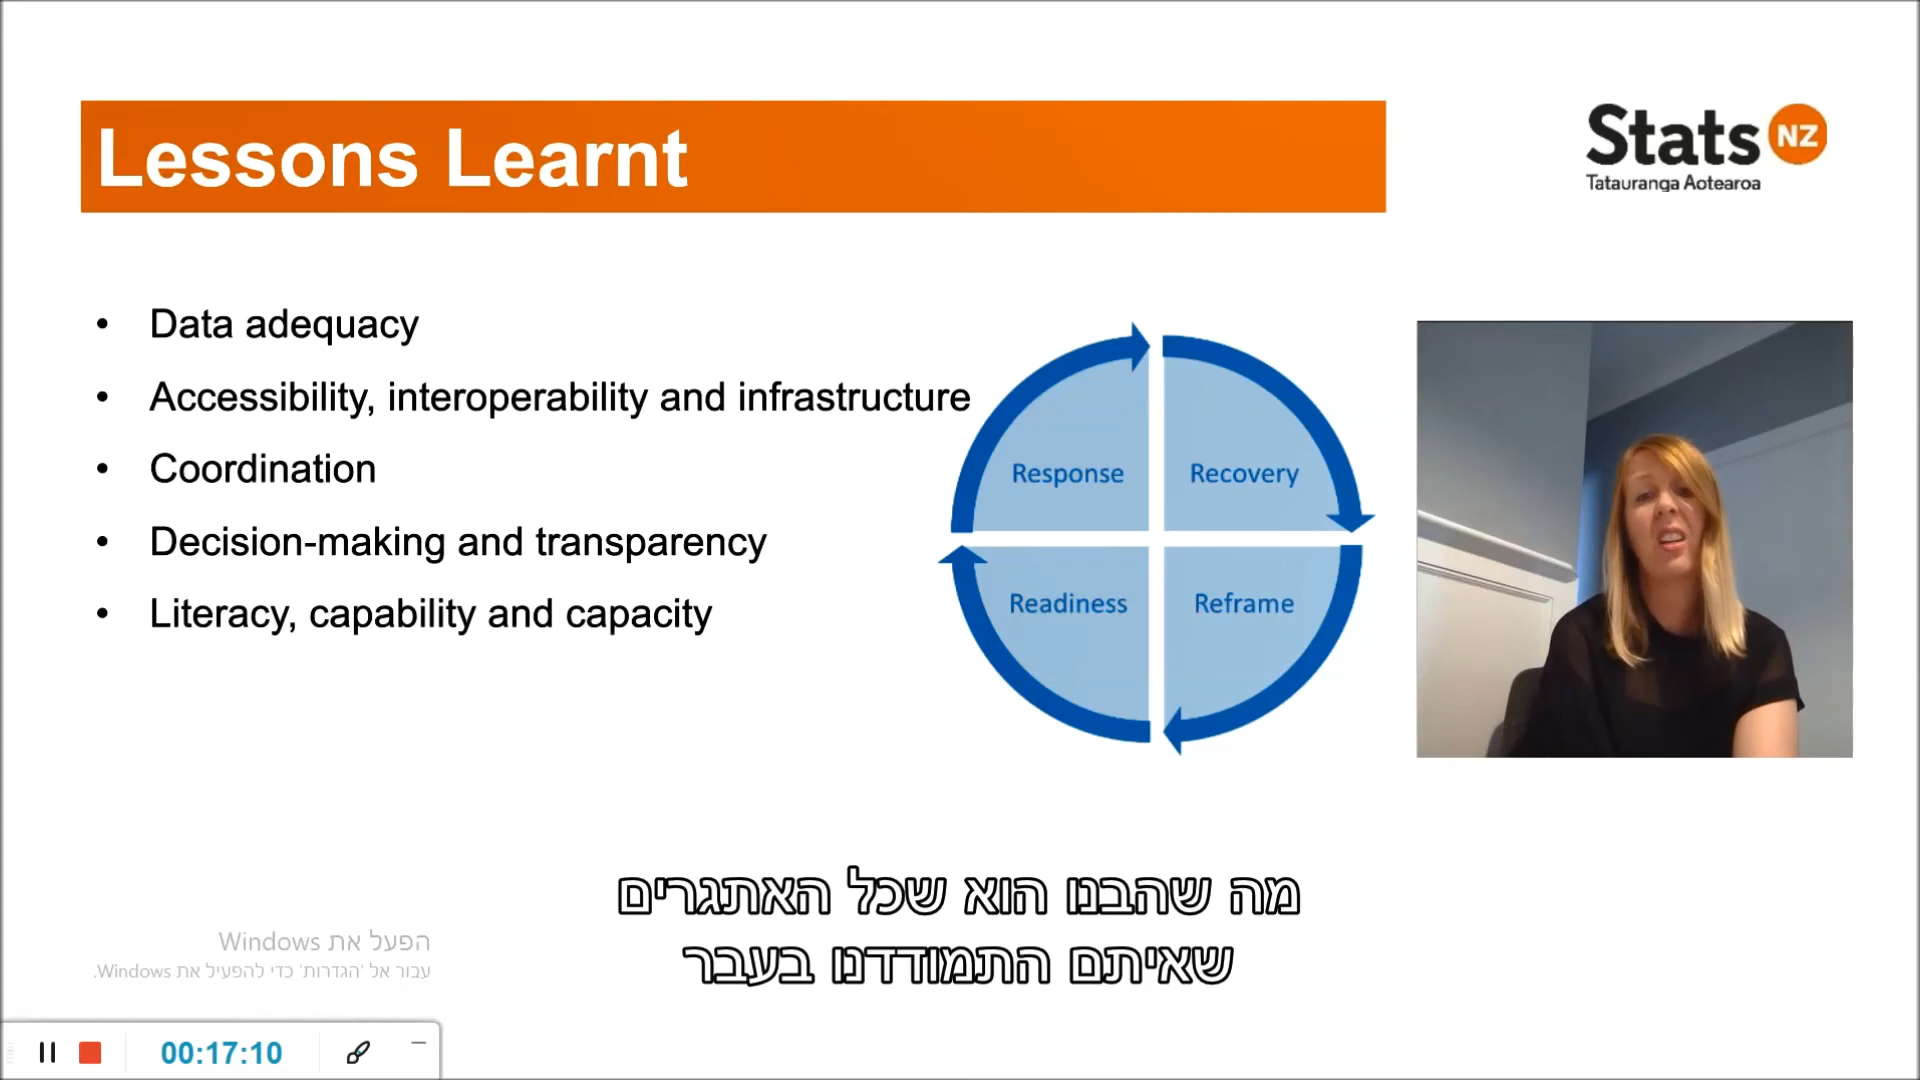 Lessons Learnt
Stats NZ
Tatauranga Aotearoa
• Data adequacy
• Accessibility, interoperability and infrastructure
• Coordination
• Decision-making and transparency
• Literacy, capability and capacity
Response
Recovery
Readiness
Reframe
מה שהבנו הוא שכל האתגרים
שאיתם התמודדנו בעבר
הפעל את Windows
עבור אל 'הגדרות' כדי להפעיל את Windows.
00:17:10